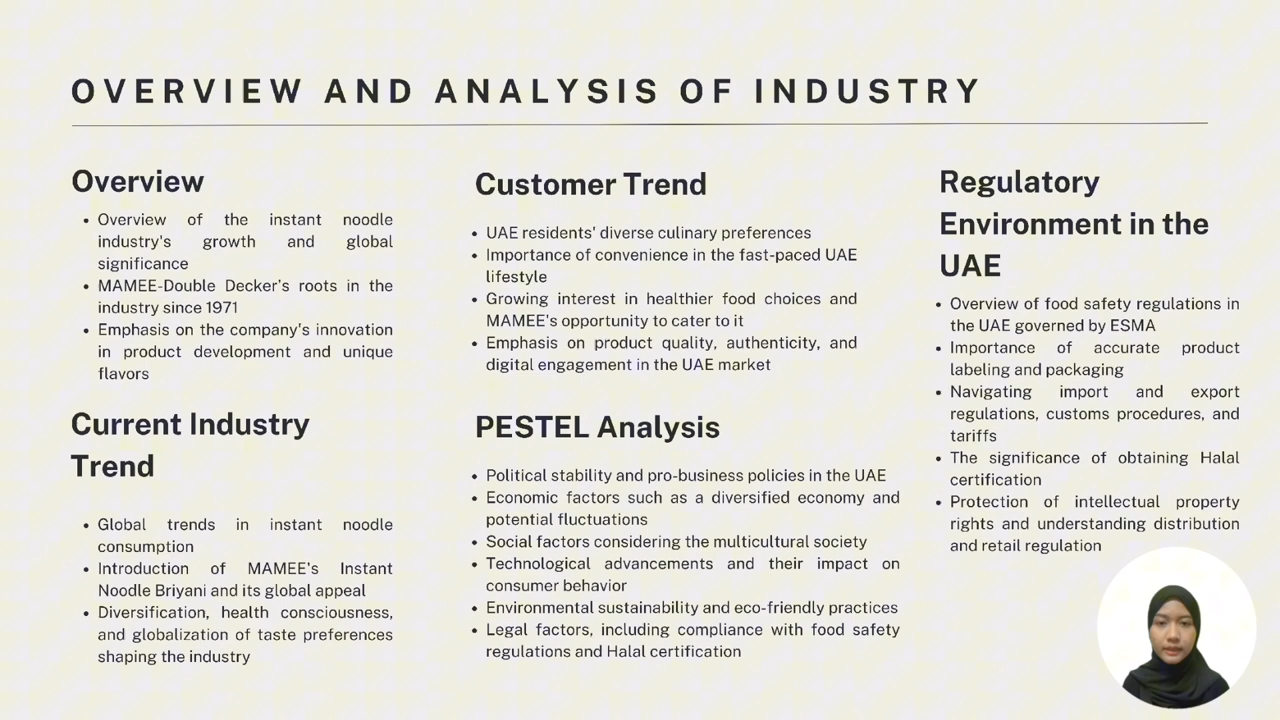 OVERVIEW AND ANALYSIS OF INDUSTRY
Overview
• Overview of the instant noodle
industry's growth and global
significance
• MAMEE-Double Decker's roots in the
industry since 1971
• Emphasis on the company's innovation
in product development and unique
flavors
Current Industry
Trend
• Global trends in instant noodle
consumption
• Introduction of MAMEE's Instant
Noodle Briyani and its global appeal
• Diversification, health consciousness,
and globalization of taste preferences
shaping the industry
Customer Trend
• UAE residents' diverse culinary preferences
• Importance of convenience in the fast-paced UAE
lifestyle
• Growing interest in healthier food choices and
MAMEE's opportunity to cater to it
• Emphasis on product quality, authenticity, and
digital engagement in the UAE market
PESTEL Analysis
• Political stability and pro-business policies in the UAE
• Economic factors such as a diversified economy and
potential fluctuations
• Social factors considering the multicultural society
• Technological advancements and their impact on
consumer behavior
• Environmental sustainability and eco-friendly practices
• Legal factors, including compliance with food safety
regulations and Halal certification
Regulatory
Environment in the
UAE
• Overview of food safety regulations in
the UAE governed by ESMA
• Importance of accurate product
labeling and packaging
• Navigating import and export
regulations, customs procedures, and
tariffs
• The significance of obtaining Halal
certification
• Protection of intellectual property
rights and understanding distribution
and retail regulation